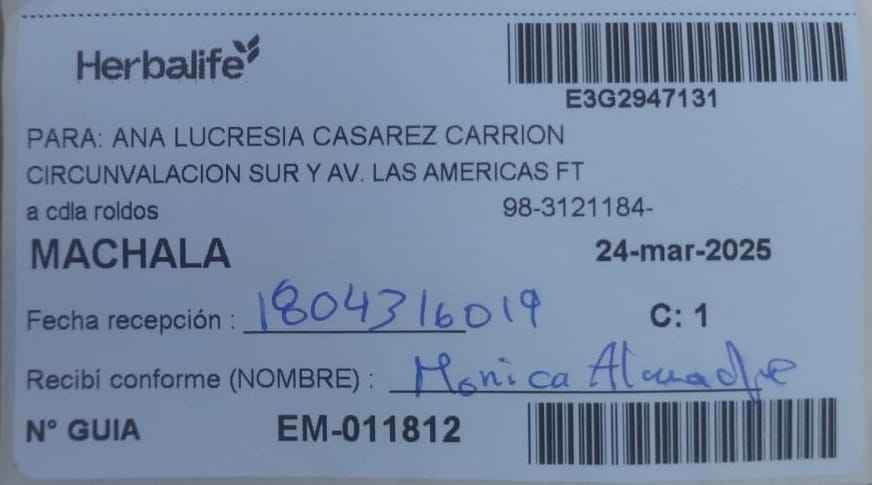 Herbalife
E3G2947131
PARA: ANA LUCRESIA CASAREZ CARRION
CIRCUNVALACION SUR Y AV. LAS AMERICAS FT
a cdla roldos 98-3121184-
MACHALA 24-mar-2025
Fecha recepción : 1804316019 C: 1
Recibí conforme (NOMBRE) : Monica
N° GUIA EM-011812